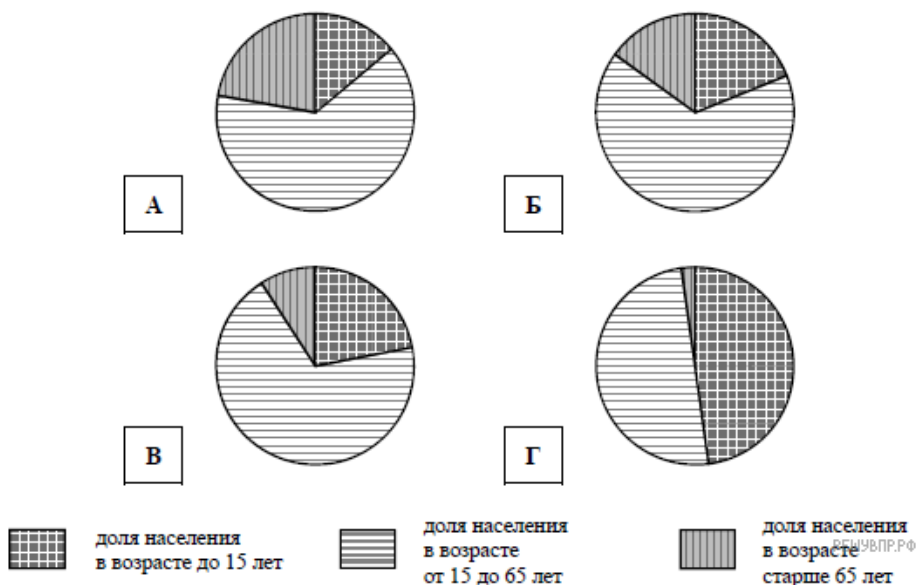 А
Б
В
Г
доля населения
в возрасте до 15 лет
доля населения
в возрасте
от 15 до 65 лет
доля населения
в возрасте
старше 65 лет
РЕШУВПР.РФ